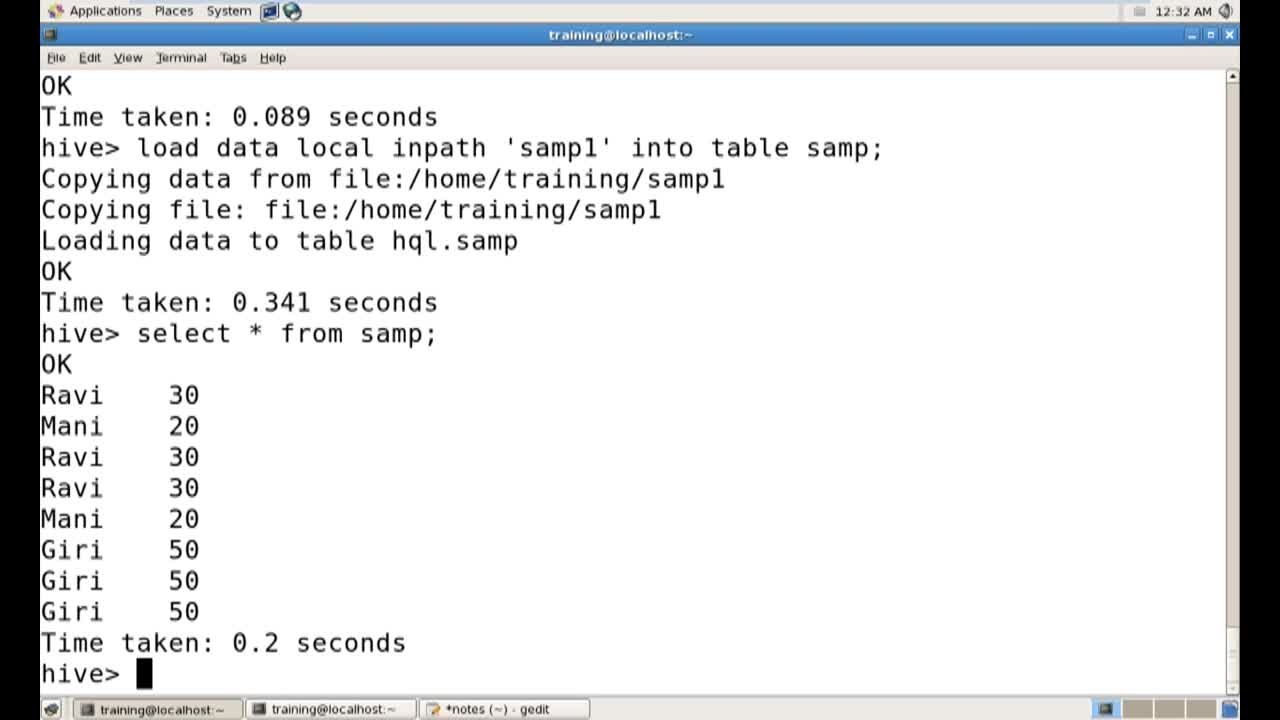 Applications Places System 12:32 AM
training@localhost:~
File Edit View Terminal Tabs Help
OK
Time taken: 0.089 seconds
hive> load data local inpath 'samp1' into table samp;
Copying data from file:/home/training/samp1
Copying file: file:/home/training/samp1
Loading data to table hql.samp
OK
Time taken: 0.341 seconds
hive> select * from samp;
OK
Ravi 30
Mani 20
Ravi 30
Ravi 30
Mani 20
Giri 50
Giri 50
Giri 50
Time taken: 0.2 seconds
hive>
training@localhost:~ training@localhost:~ *notes (~) - gedit